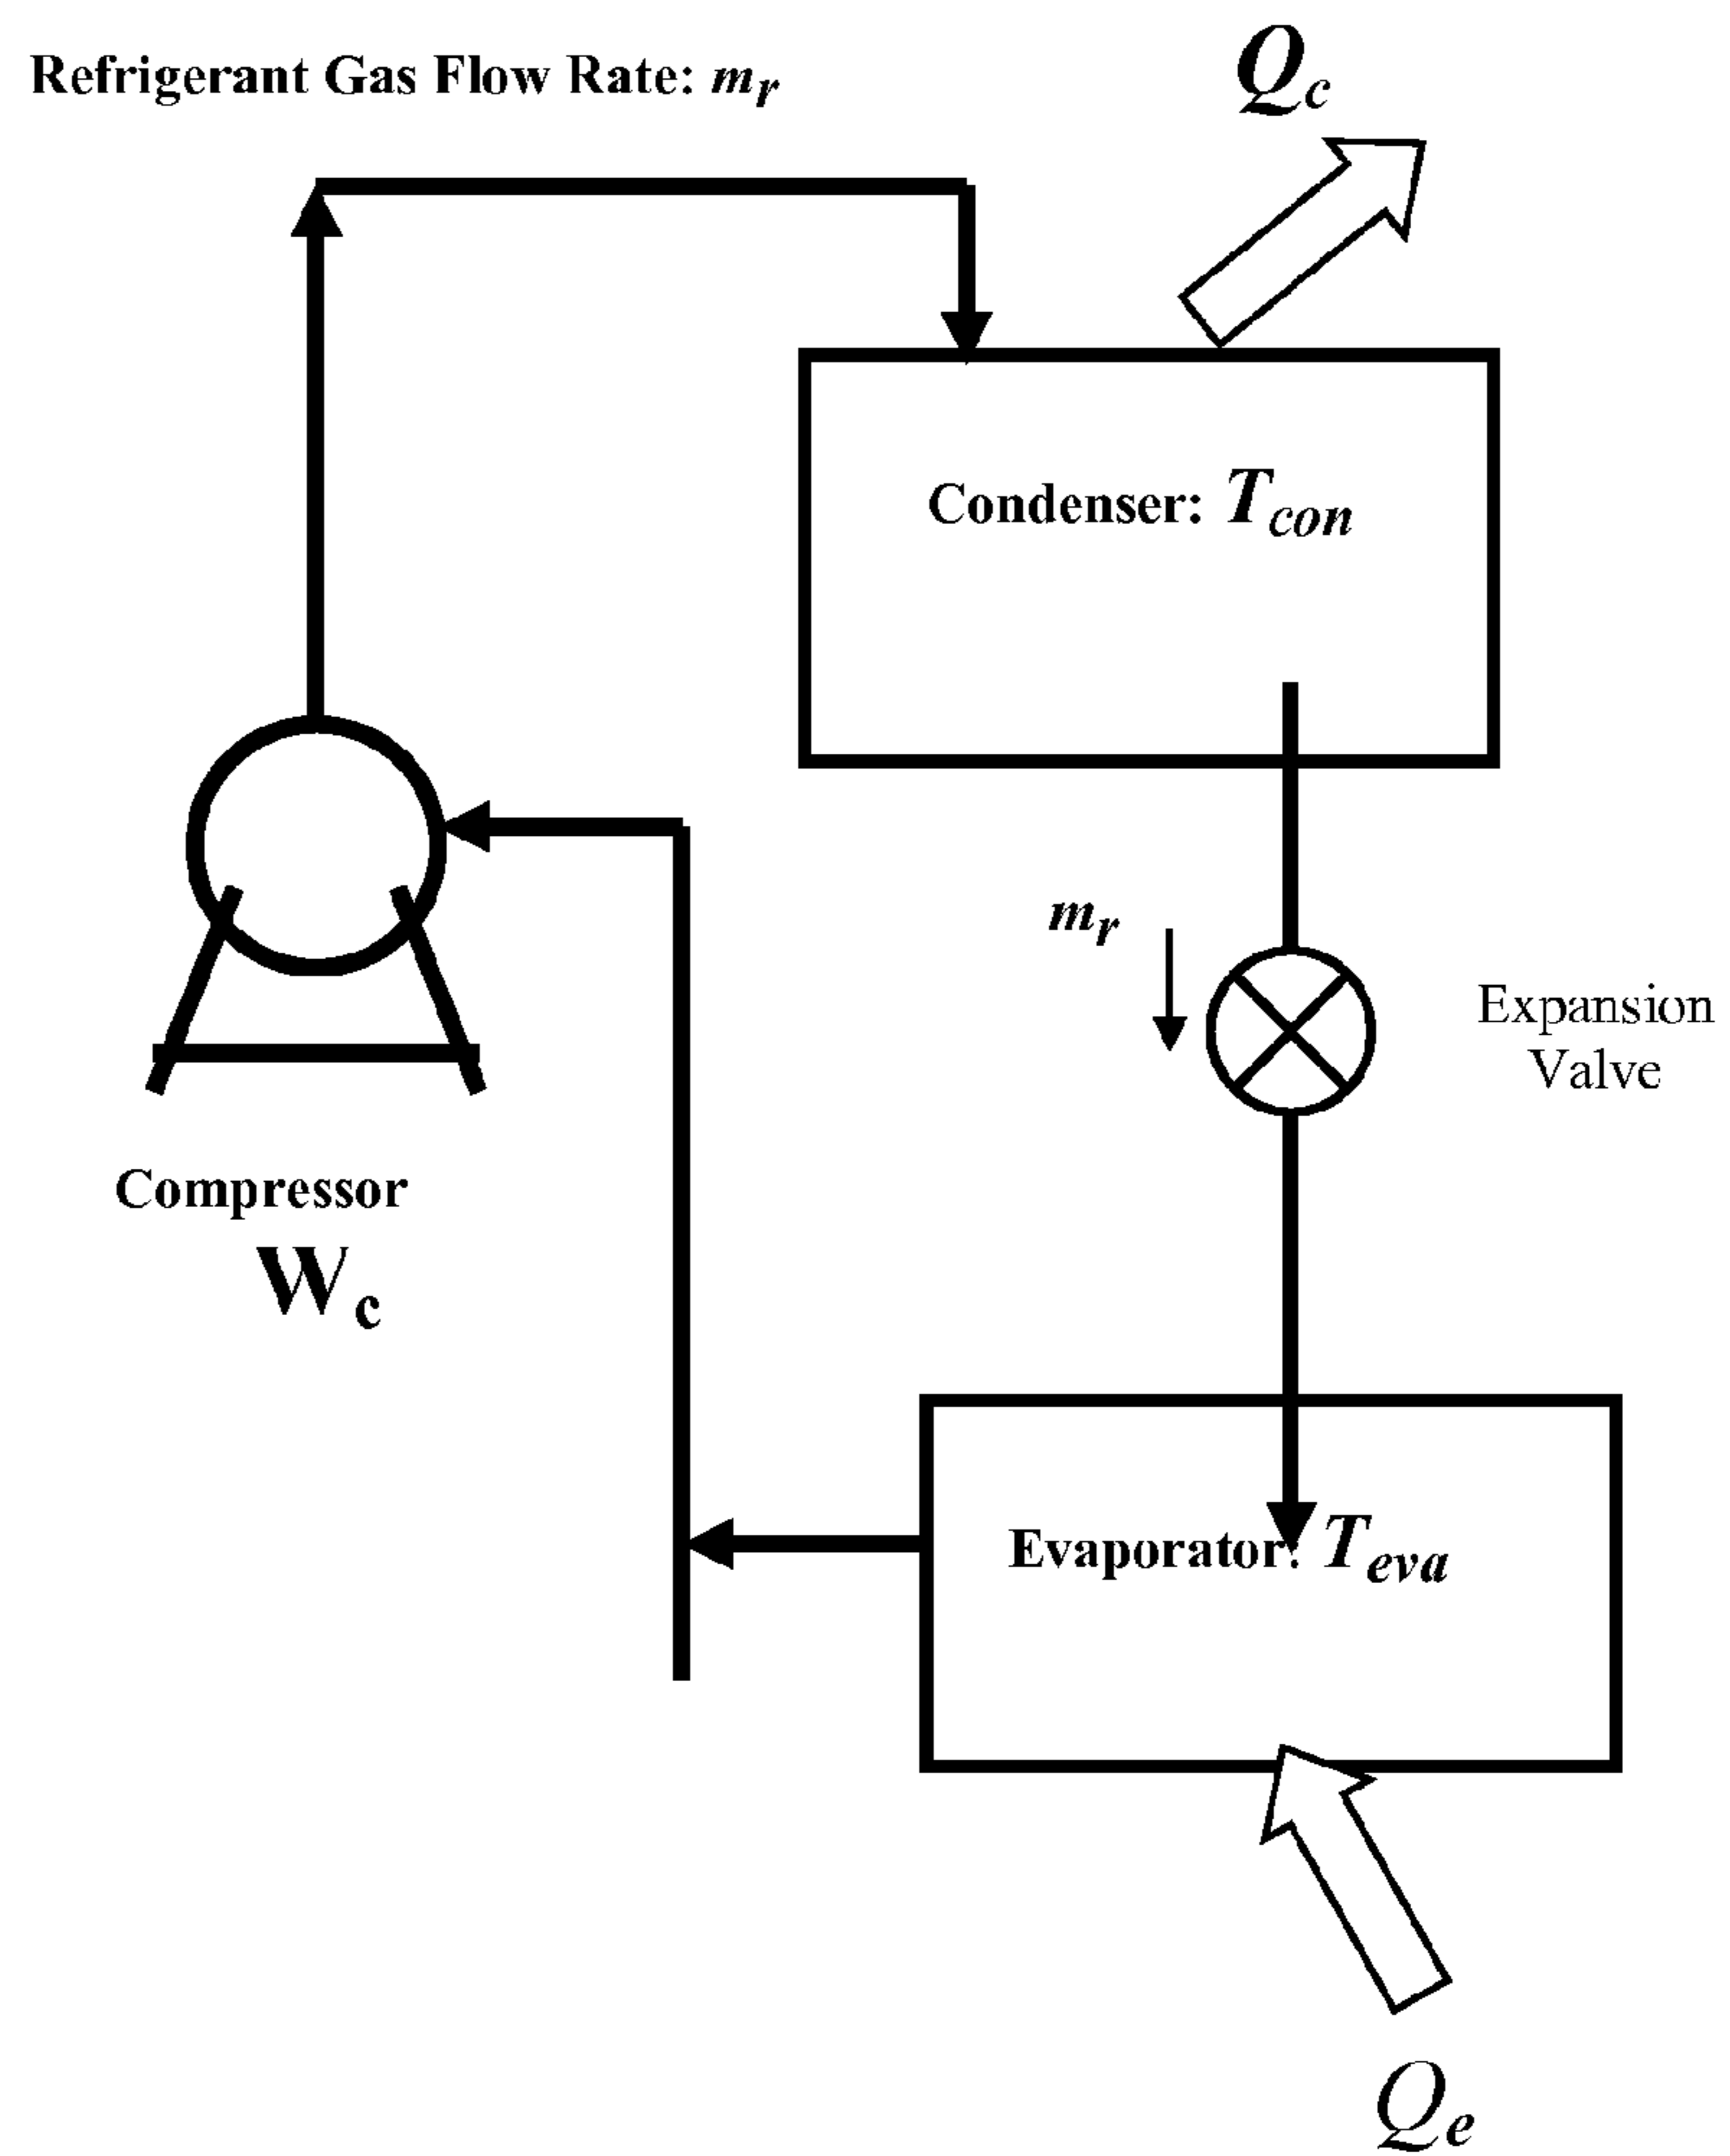 Refrigerant Gas Flow Rate: mr
Qc
Condenser: Tcon
mr
Expansion
Valve
Compressor
Wc
Evaporator: Teva
Qe